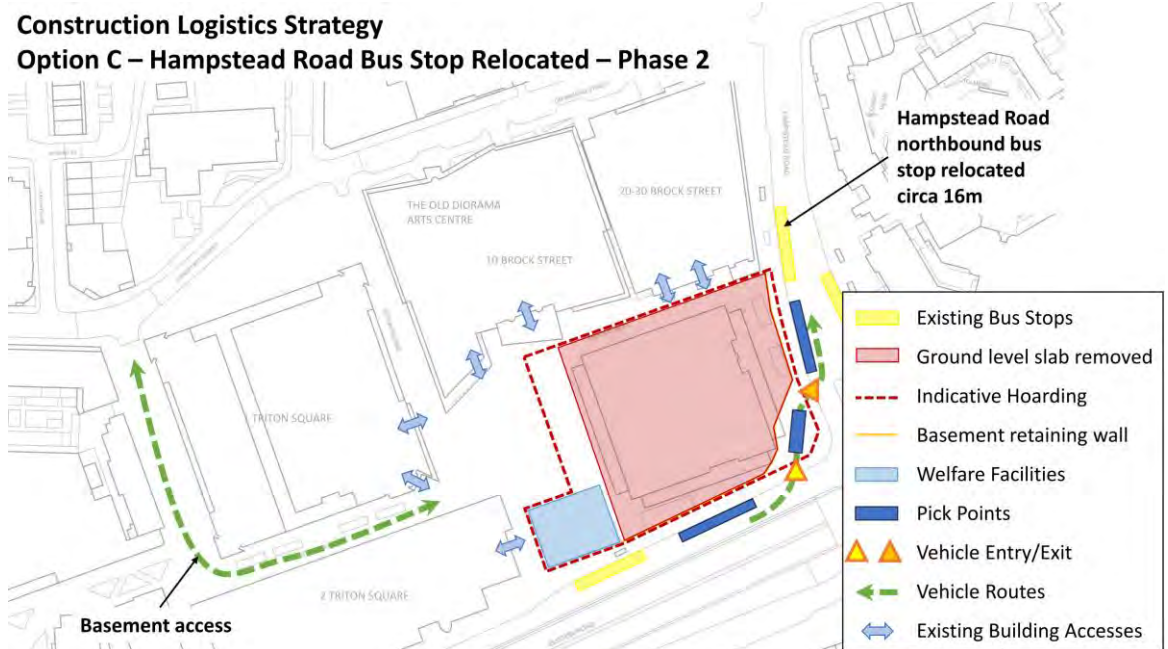 Construction Logistics Strategy
Option C – Hampstead Road Bus Stop Relocated – Phase 2
Hampstead Road
northbound bus
stop relocated
circa 16m
HAMPSTEAD ROAD
20-30 BROCK STREET
THE OLD DIORAMA
ARTS CENTRE
10 BROCK STREET
1 TRITON SQUARE
2 TRITON SQUARE
Basement access
Existing Bus Stops
Ground level slab removed
Indicative Hoarding
Basement retaining wall
Welfare Facilities
Pick Points
Vehicle Entry/Exit
Vehicle Routes
Existing Building Accesses